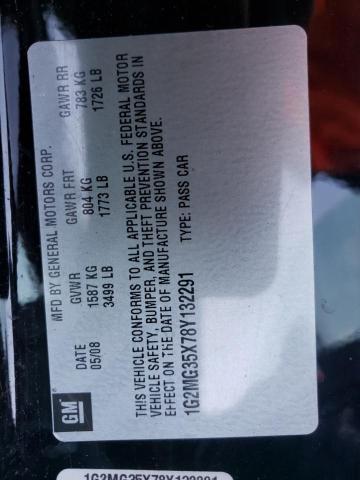 MFD BY GENERAL MOTORS CORP.
DATE GVWR GAWR FRT GAWR RR
05/08 1587 KG 804 KG 783 KG
3499 LB 1773 LB 1726 LB
THIS VEHICLE CONFORMS TO ALL APPLICABLE U.S. FEDERAL MOTOR
VEHICLE SAFETY, BUMPER, AND THEFT PREVENTION STANDARDS IN
EFFECT ON THE DATE OF MANUFACTURE SHOWN ABOVE.
1G2MG35X78Y132291 TYPE: PASS CAR
GM
1G2MG35X78Y132291